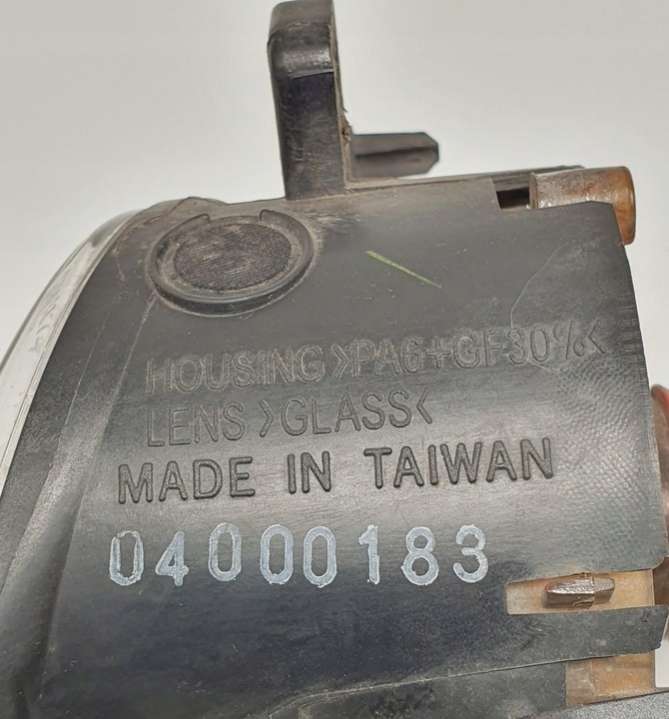 HOUSING >PA6+GF30%<
LENS >GLASS<
MADE IN TAIWAN
04000183